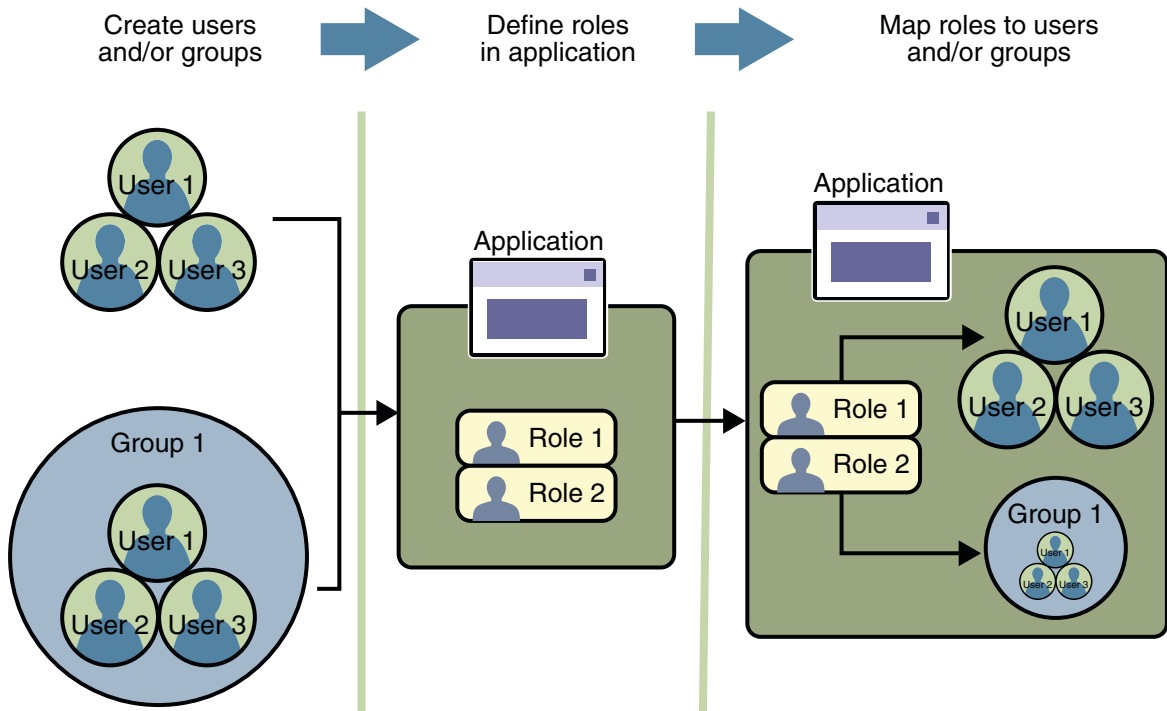 Create users
and/or groups
Define roles
in application
Map roles to users
and/or groups
User 1
User 2
User 3
Group 1
User 1
User 2
User 3
Application
Role 1
Role 2
Application
Role 1
Role 2
User 1
User 2
User 3
Group 1
User 1
User 2
User 3